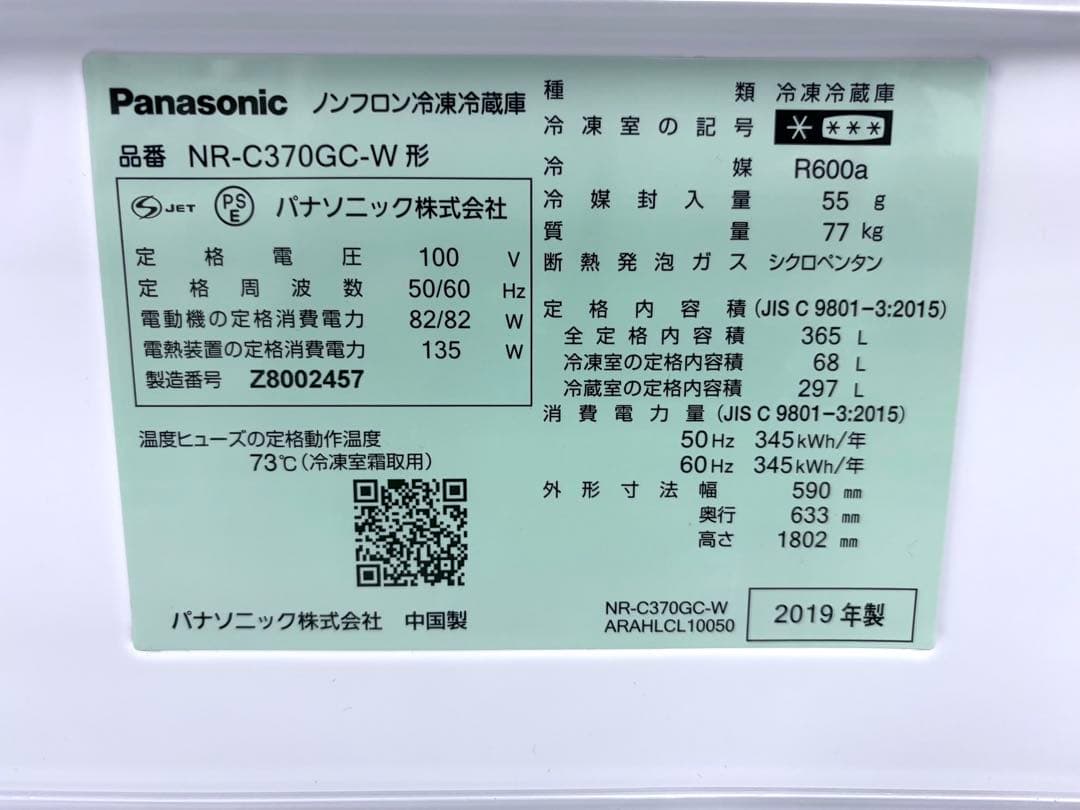 Panasonic ノンフロン冷凍冷蔵庫
品番 NR-C370GC-W 形
S JET PSE パナソニック株式会社
定格電圧 100 V
定格周波数 50/60 Hz
電動機の定格消費電力 82/82 W
電熱装置の定格消費電力 135 W
製造番号 Z8002457
温度ヒューズの定格動作温度
73℃(冷凍室霜取用)
パナソニック株式会社 中国製
種類 冷凍冷蔵庫
冷凍室の記号 * ***
冷媒 R600a
冷媒封入量 55 g
質量 77 kg
断熱発泡ガス シクロペンタン
定格内容積 (JIS C 9801-3:2015)
全定格内容積 365 L
冷凍室の定格内容積 68 L
冷蔵室の定格内容積 297 L
消費電力量 (JIS C 9801-3:2015)
50Hz 345kWh/年
60Hz 345kWh/年
外形寸法 幅 590 mm
奥行 633 mm
高さ 1802 mm
NR-C370GC-W
ARAHLCL10050
2019年製